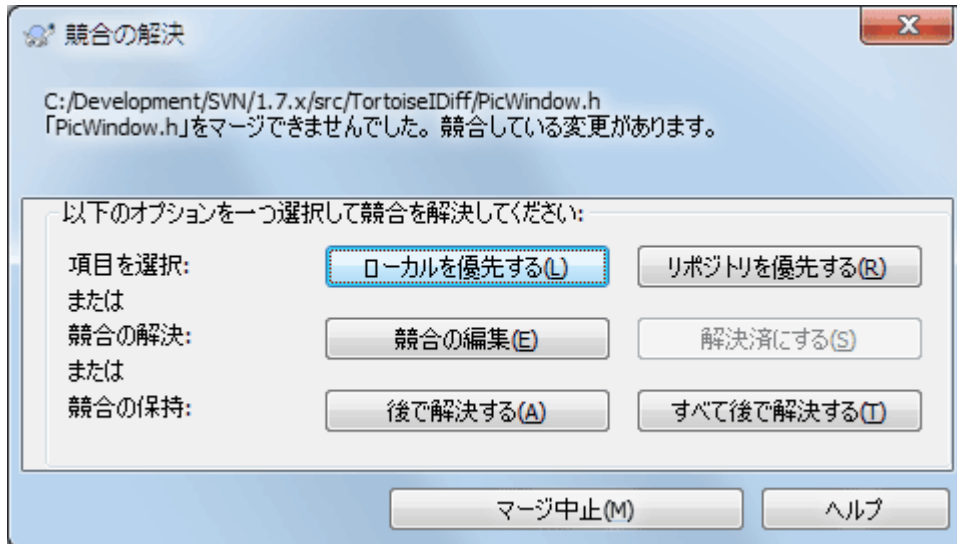 競合の解決
C:/Development/SVN/1.7.x/src/TortoiseIDiff/PicWindow.h
「PicWindow.h」をマージできませんでした。競合している変更があります。
以下のオプションを一つ選択して競合を解決してください:
項目を選択: ローカルを優先する(L) リポジトリを優先する(R)
または
競合の解決: 競合の編集(E) 解決済にする(S)
または
競合の保持: 後で解決する(A) すべて後で解決する(T)
マージ中止(M) ヘルプ